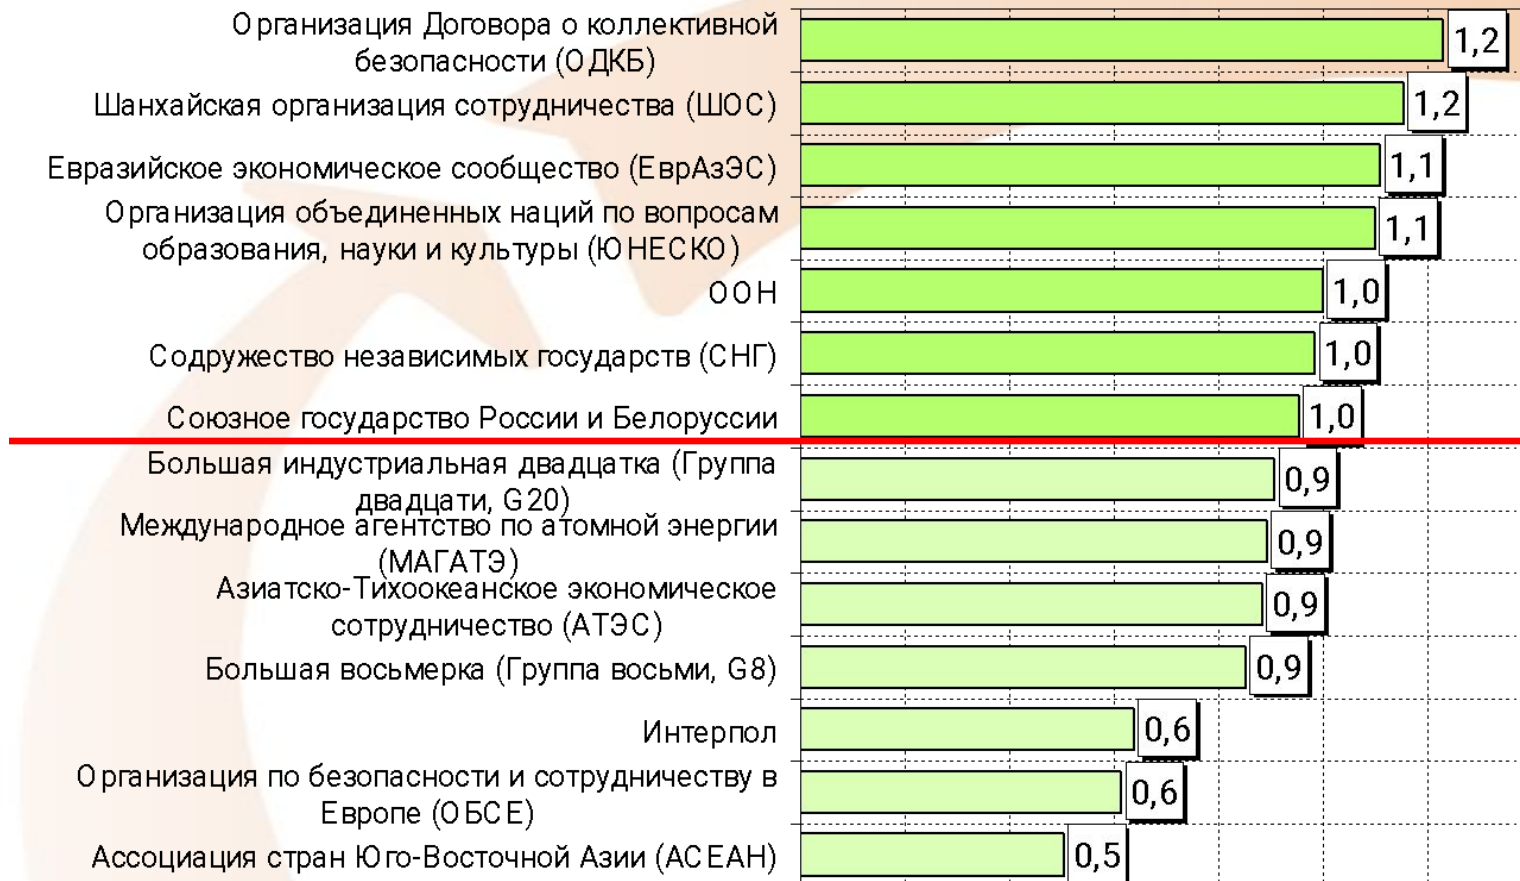 Организация Договора о коллективной
безопасности (ОДКБ)
1,2
Шанхайская организация сотрудничества (ШОС)
1,2
Евразийское экономическое сообщество (ЕврАзЭС)
1,1
Организация объединенных наций по вопросам
образования, науки и культуры (ЮНЕСКО)
1,1
ООН
1,0
Содружество независимых государств (СНГ)
1,0
Союзное государство России и Белоруссии
1,0
Большая индустриальная двадцатка (Группа
двадцати, G20)
0,9
Международное агентство по атомной энергии
(МАГАТЭ)
0,9
Азиатско-Тихоокеанское экономическое
сотрудничество (АТЭС)
0,9
Большая восьмерка (Группа восьми, G8)
0,9
Интерпол
0,6
Организация по безопасности и сотрудничеству в
Европе (ОБСЕ)
0,6
Ассоциация стран Юго-Восточной Азии (АСЕАН)
0,5